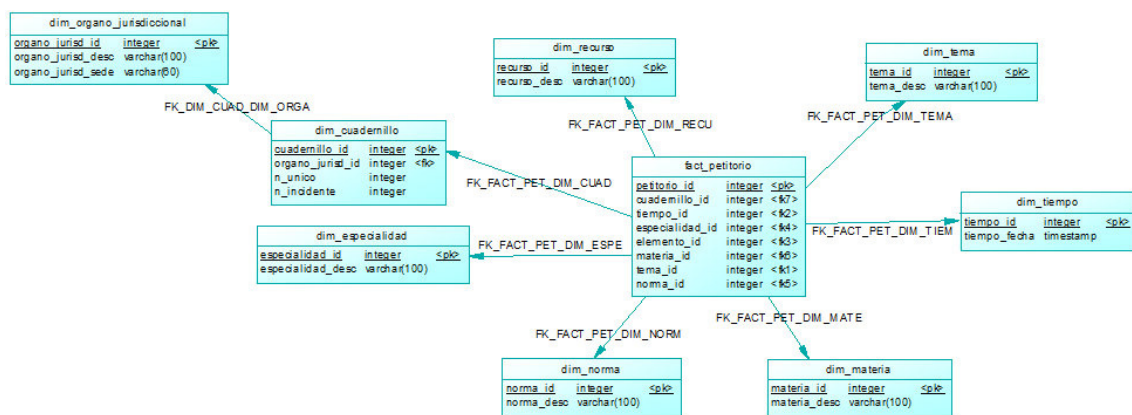 dim_organo_jurisdiccional
organo_jurisd_id integer <pk>
organo_jurisd_desc varchar(100)
organo_jurisd_sede varchar(60)
dim_recurso
recurso_id integer <pk>
recurso_desc varchar(100)
dim_tema
tema_id integer <pk>
tema_desc varchar(100)
FK_DIM_CUAD_DIM_ORGA
FK_FACT_PET_DIM_RECU
FK_FACT_PET_DIM_TEMA
dim_cuadernillo
cuadernillo_id integer <pk>
organo_jurisd_id integer <fk>
n_unico integer
n_incidente integer
FK_FACT_PET_DIM_CUAD
fact_petitorio
petitorio_id integer <pk>
cuadernillo_id integer <fk7>
tiempo_id integer <fk2>
especialidad_id integer <fk4>
elemento_id integer <fk3>
materia_id integer <fk6>
tema_id integer <fk1>
norma_id integer <fk5>
dim_tiempo
tiempo_id integer <pk>
tiempo_fecha timestamp
FK_FACT_PET_DIM_TIEM
dim_especialidad
especialidad_id integer <pk>
especialidad_desc varchar(100)
FK_FACT_PET_DIM_ESPE
FK_FACT_PET_DIM_NORM
FK_FACT_PET_DIM_MATE
dim_norma
norma_id integer <pk>
norma_desc varchar(100)
dim_materia
materia_id integer <pk>
materia_desc varchar(100)